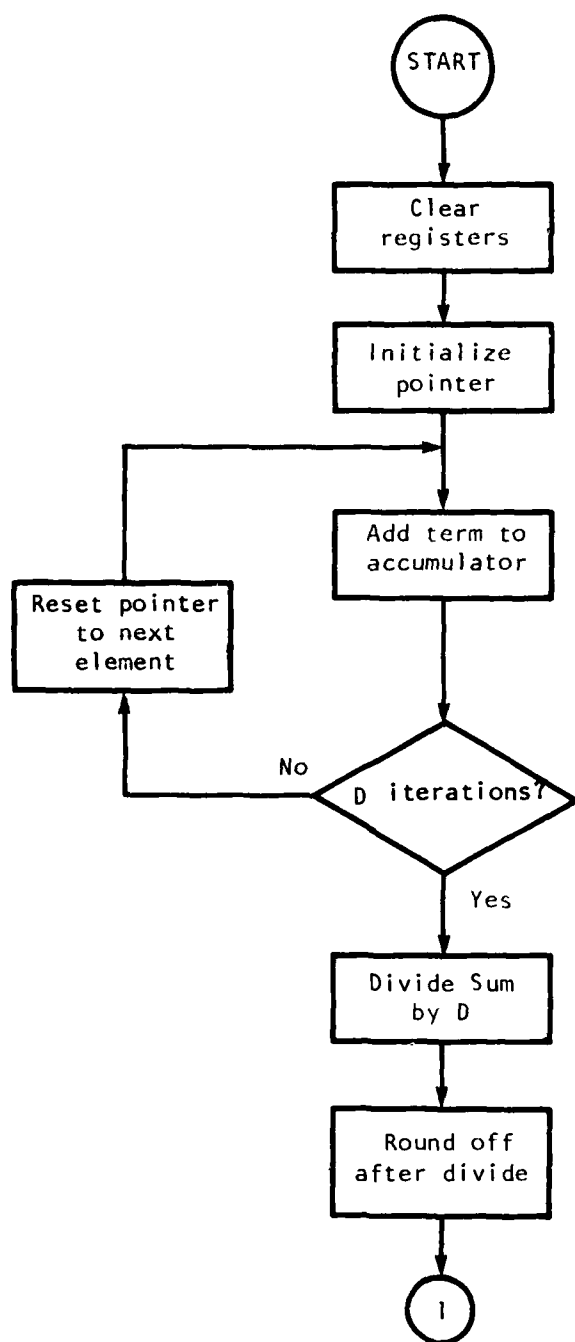 START
Clear
registers
Initialize
pointer
Add term to
accumulator
Reset pointer
to next
element
No
D iterations?
Yes
Divide Sum
by D
Round off
after divide
1